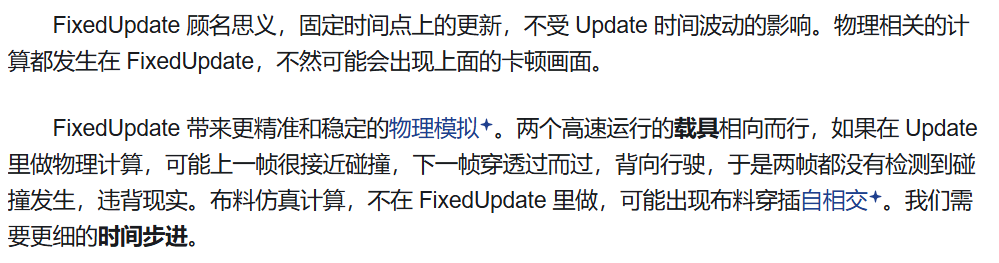 FixedUpdate 顾名思义，固定时间点上的更新，不受 Update 时间波动的影响。物理相关的计
算都发生在 FixedUpdate，不然可能会出现上面的卡顿画面。
FixedUpdate 带来更精准和稳定的物理模拟。两个高速运行的载具相向而行，如果在 Update
里做物理计算，可能上一帧很接近碰撞，下一帧穿透过而过，背向行驶，于是两帧都没有检测到碰
撞发生，违背现实。布料仿真计算，不在 FixedUpdate 里做，可能出现布料穿插自相交。我们需
要更细的时间步进。